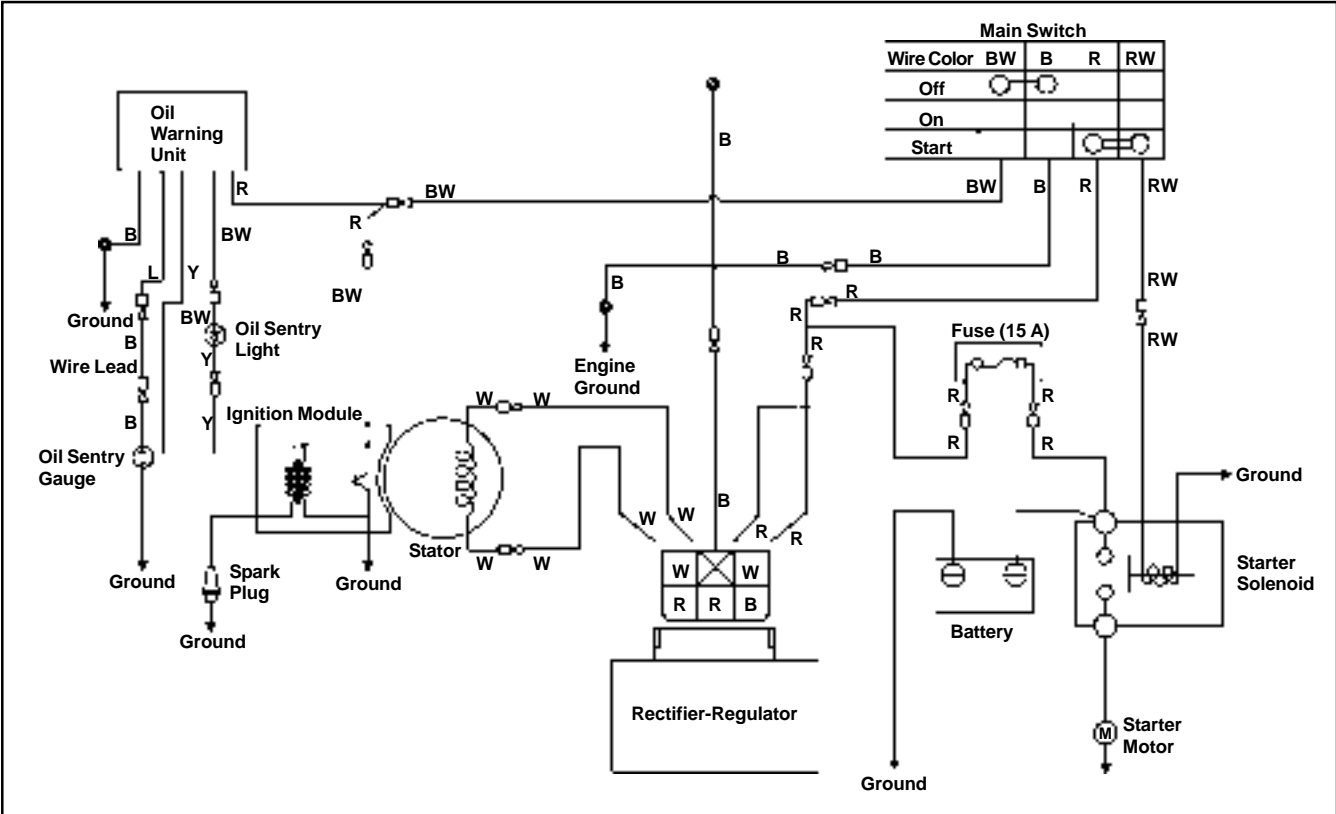 Main Switch
Wire Color BW B R RW
Off
On
Start
Oil
Warning
Unit
B
R
BW
BW B R RW
R
B
BW
B B
L Y
B
RW
BW
R
R
Ground
BW
Oil Sentry
Light
R
Fuse (15 A)
RW
B
Y
Wire Lead
Engine
Ground
W W
R R
B
Y
Ignition Module
R R
Oil Sentry
Gauge
Ground
B
W W
R R
Stator
W W
Ground
Spark
Plug
Ground
W W
R R B
Starter
Solenoid
Ground
Battery
Rectifier-Regulator
M
Starter
Motor
Ground